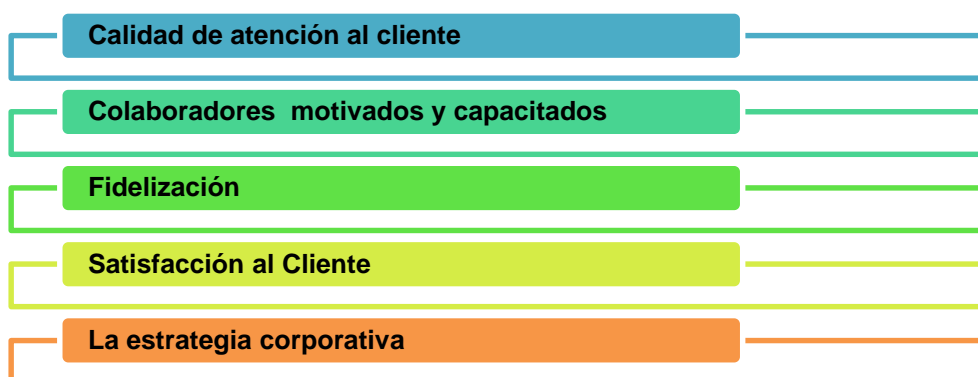 Calidad de atención al cliente
Colaboradores motivados y capacitados
Fidelización
Satisfacción al Cliente
La estrategia corporativa